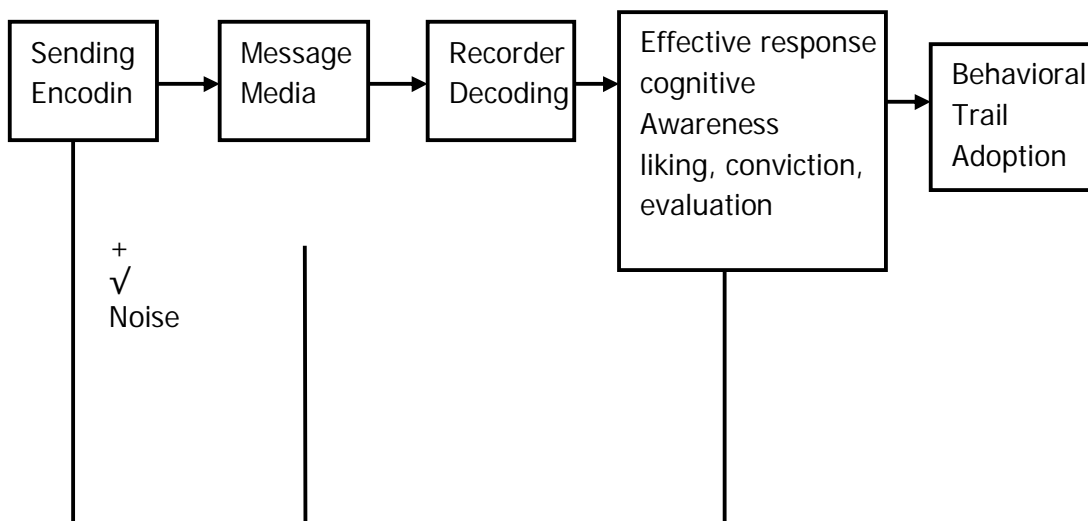 Sending
Encodin
Message
Media
Recorder
Decoding
Effective response
cognitive
Awareness
liking, conviction,
evaluation
Behavioral
Trail
Adoption
+
√
Noise